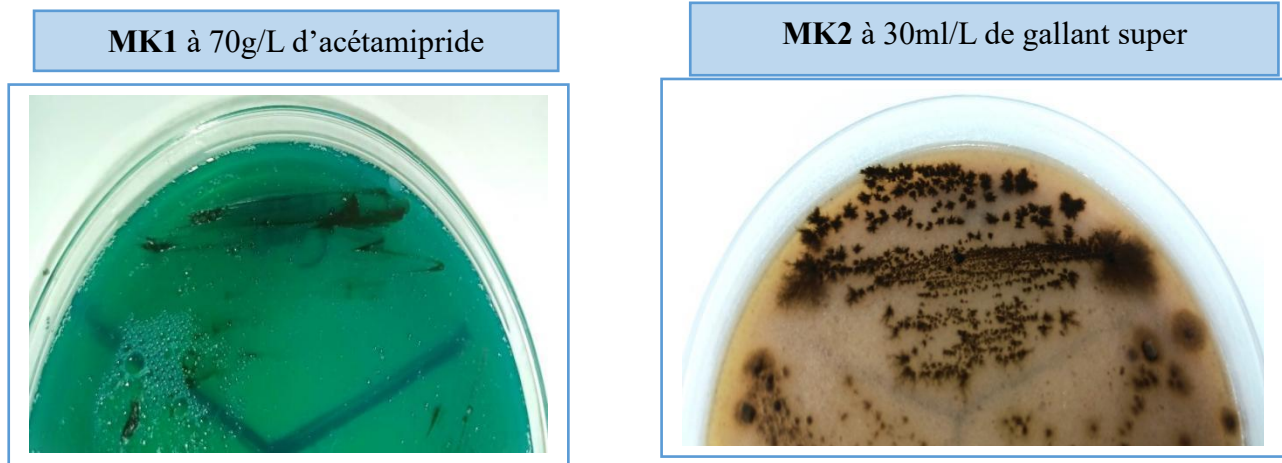 MK1 à 70g/L d’acétamipride
MK2 à 30ml/L de gallant super